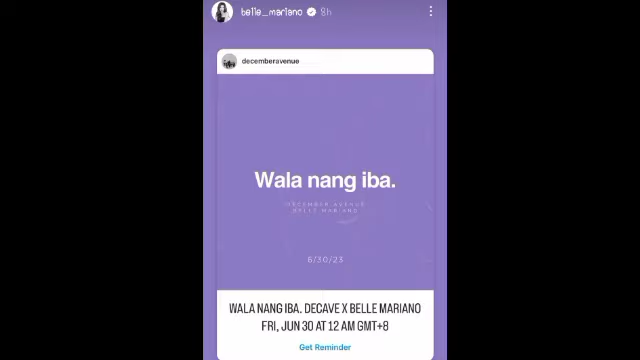 belle_mariano 8h
decemberavenue
Wala nang iba.
DECEMBER AVENUE
BELLE MARIANO
6/30/23
WALA NANG IBA. DECAVE X BELLE MARIANO
FRI, JUN 30 AT 12 AM GMT+8
Get Reminder